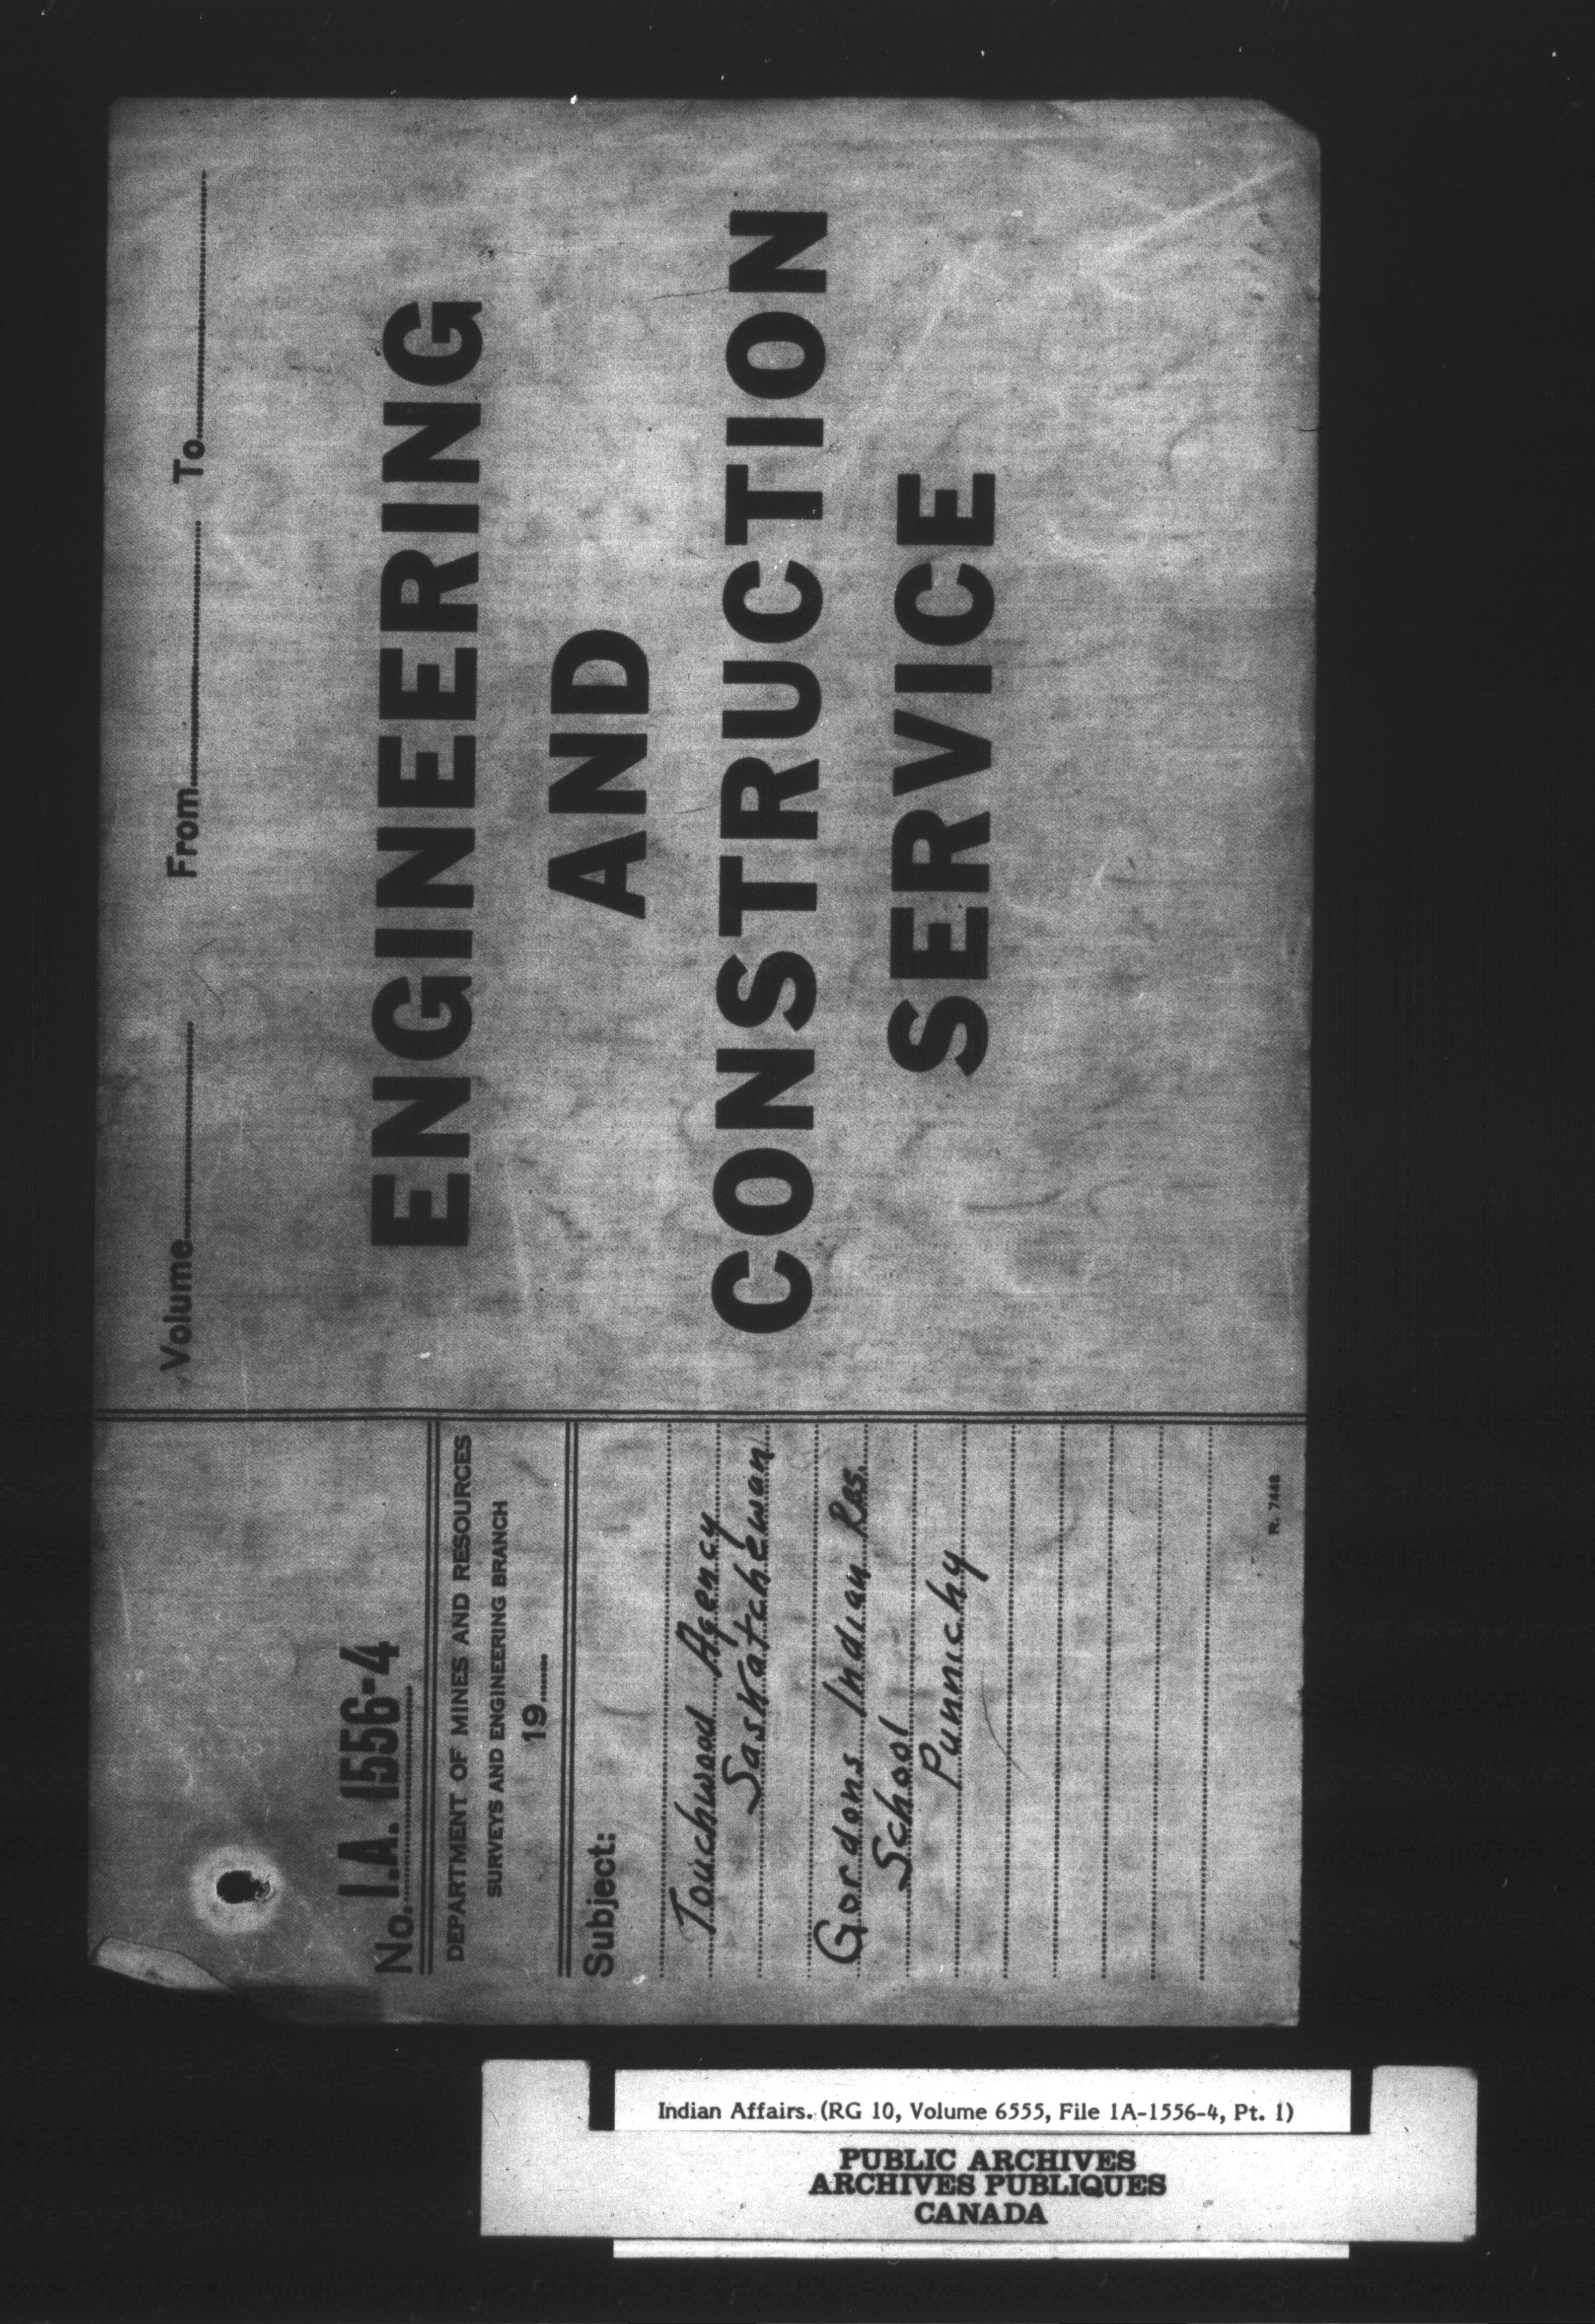 No. I.A. 1556-4
DEPARTMENT OF MINES AND RESOURCES
SURVEYS AND ENGINEERING BRANCH
19
Subject:
Touchwood Agency
Saskatchewan
Gordons Indian Res.
School
Punnichy
R. 7448
Volume From To
ENGINEERING
AND
CONSTRUCTION
SERVICE
Indian Affairs. (RG 10, Volume 6555, File 1A-1556-4, Pt. 1)
PUBLIC ARCHIVES
ARCHIVES PUBLIQUES
CANADA